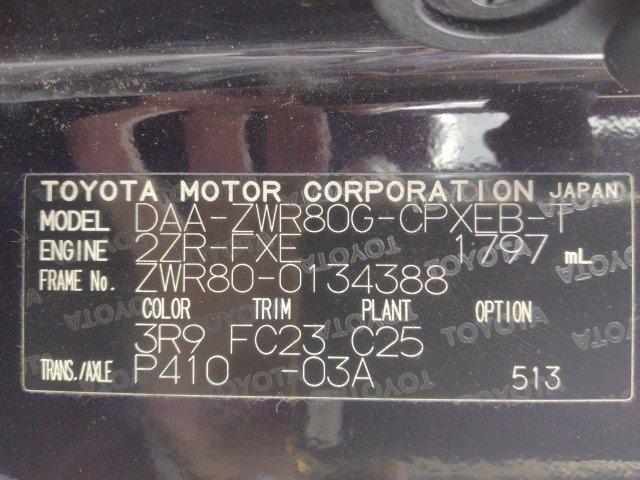 TOYOTA MOTOR CORPORATION JAPAN
MODEL DAA-ZWR80G-CPXEB-T
ENGINE 2ZR-FXE 1797 mL
FRAME No. ZWR80-0134388
COLOR TRIM PLANT OPTION
3R9 FC23 C25
TRANS./AXLE P410 -03A 513